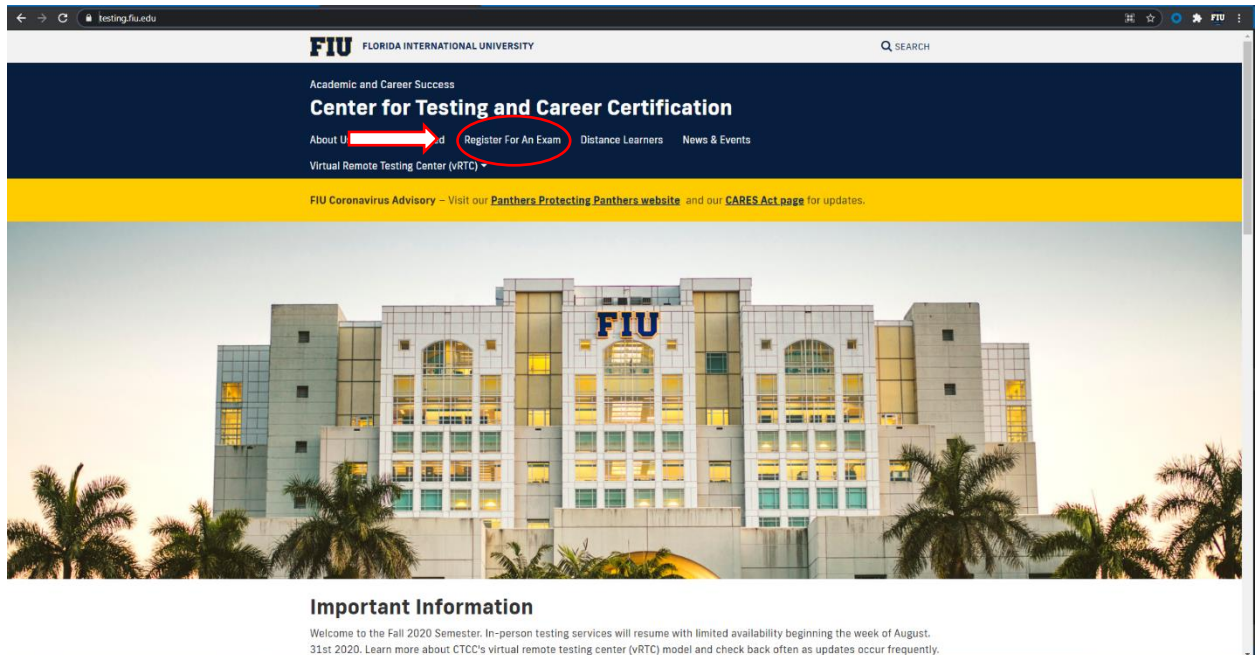 testing.fiu.edu
FIU
FIU FLORIDA INTERNATIONAL UNIVERSITY SEARCH
Academic and Career Success
Center for Testing and Career Certification
About Register For An Exam Distance Learners News & Events
Virtual Remote Testing Center (vRTC)
FIU Coronavirus Advisory – Visit our Panthers Protecting Panthers website and our CARES Act page for updates.
FIU
Important Information
Welcome to the Fall 2020 Semester. In-person testing services will resume with limited availability beginning the week of August.
31st 2020. Learn more about CTCC's virtual remote testing center (vRTC) model and check back often as updates occur frequently.